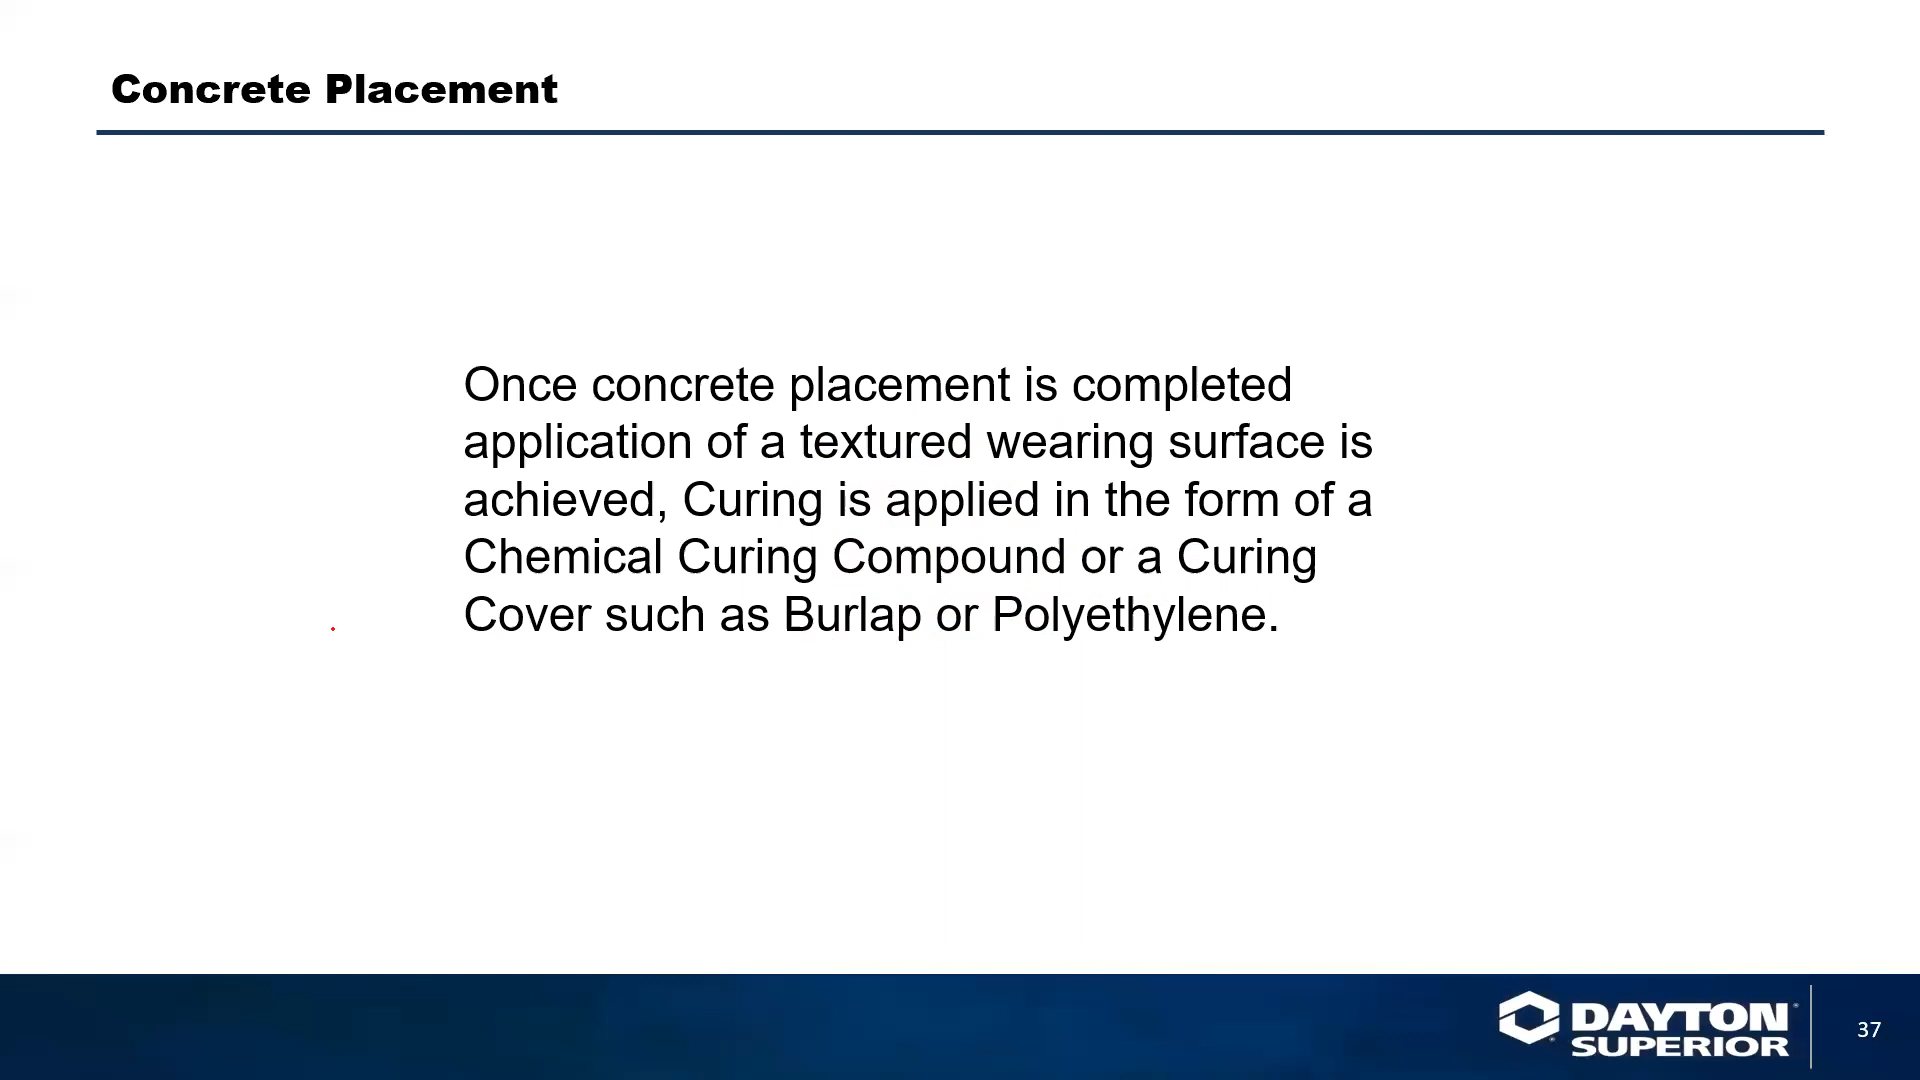 Concrete Placement
Once concrete placement is completed
application of a textured wearing surface is
achieved, Curing is applied in the form of a
Chemical Curing Compound or a Curing
Cover such as Burlap or Polyethylene.
DAYTON
SUPERIOR
37